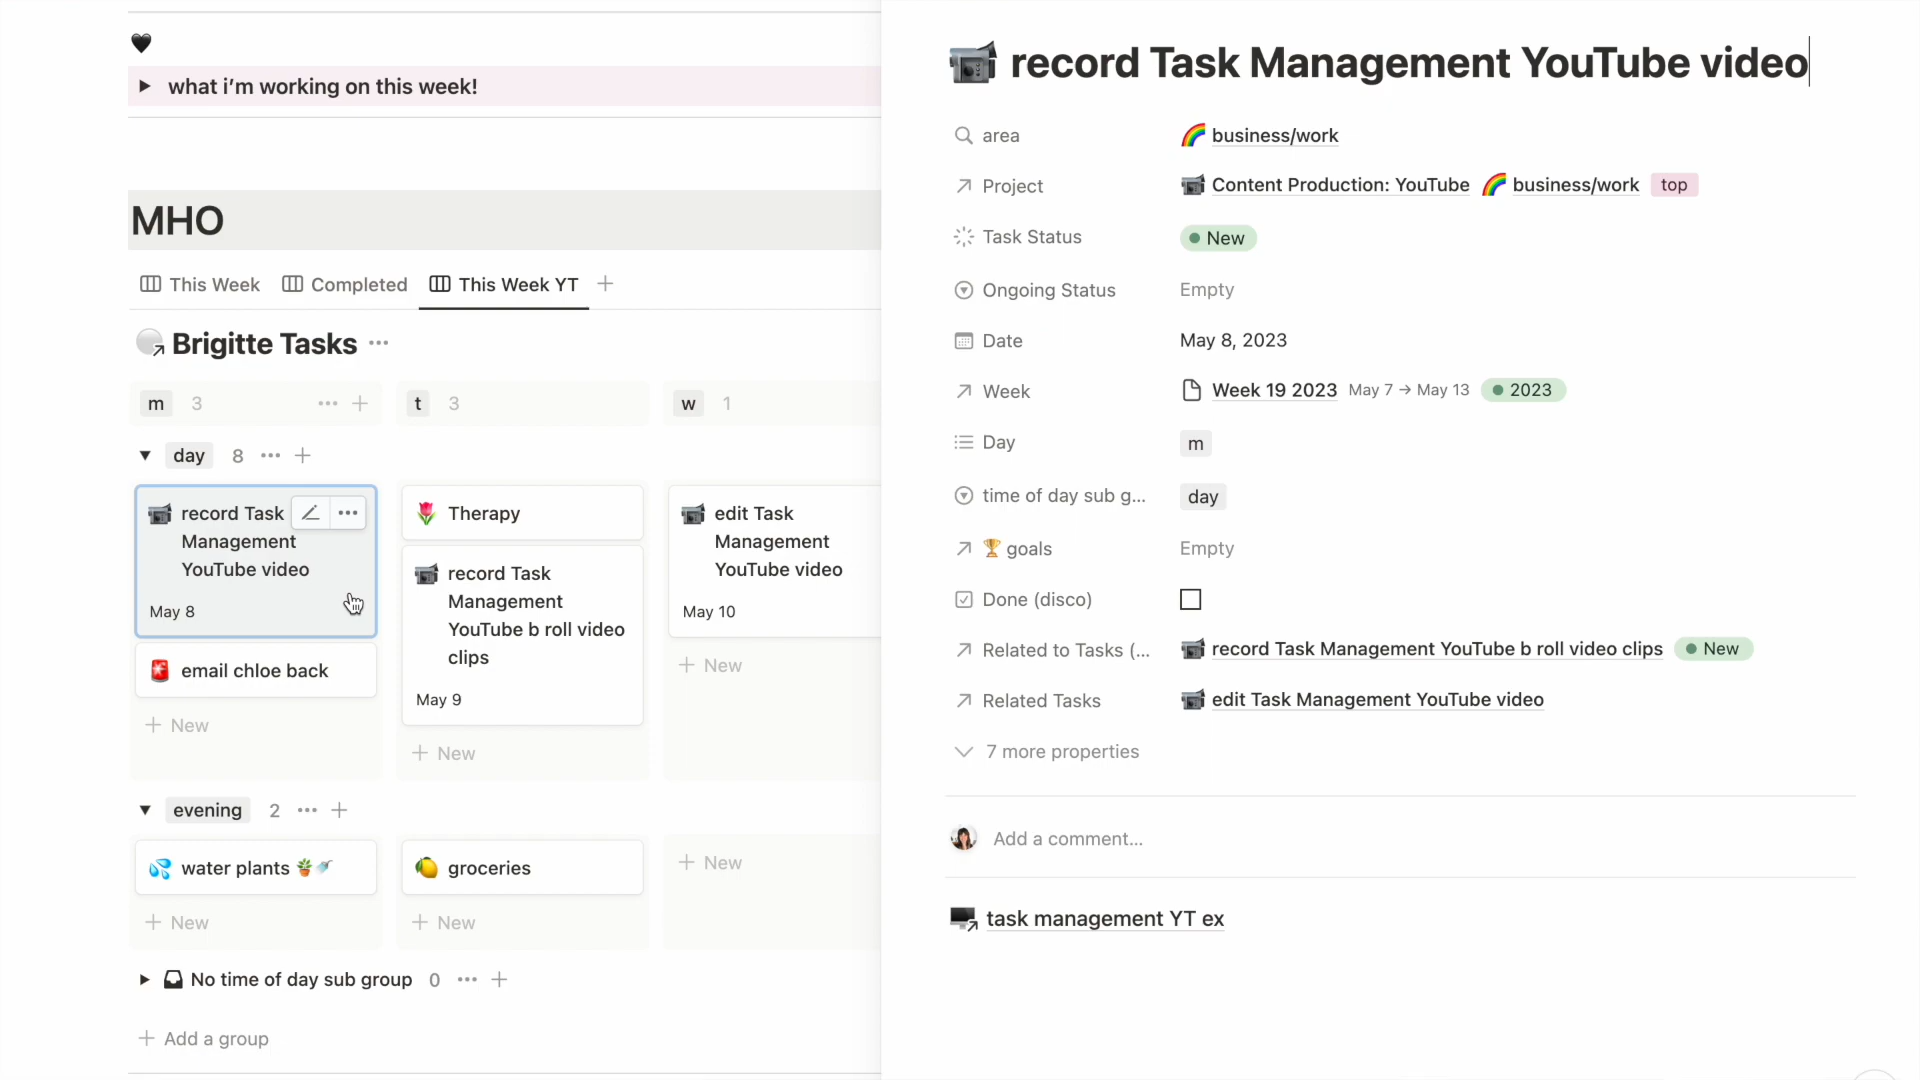 🖤
what i'm working on this week!
MHO
This Week
Completed
This Week YT
Brigitte Tasks
m 3
t 3
w 1
day 8
record Task
Management
YouTube video
May 8
email chloe back
New
Therapy
record Task
Management
YouTube b roll video
clips
May 9
New
edit Task
Management
YouTube video
May 10
New
evening 2
water plants 🪴🚿
New
groceries
New
New
No time of day sub group 0
Add a group
record Task Management YouTube video
area business/work
Project Content Production: YouTube business/work top
Task Status New
Ongoing Status Empty
Date May 8, 2023
Week Week 19 2023 May 7 → May 13 2023
Day m
time of day sub g... day
🏆 goals Empty
Done (disco)
Related to Tasks (... record Task Management YouTube b roll video clips New
Related Tasks edit Task Management YouTube video
7 more properties
Add a comment...
task management YT ex